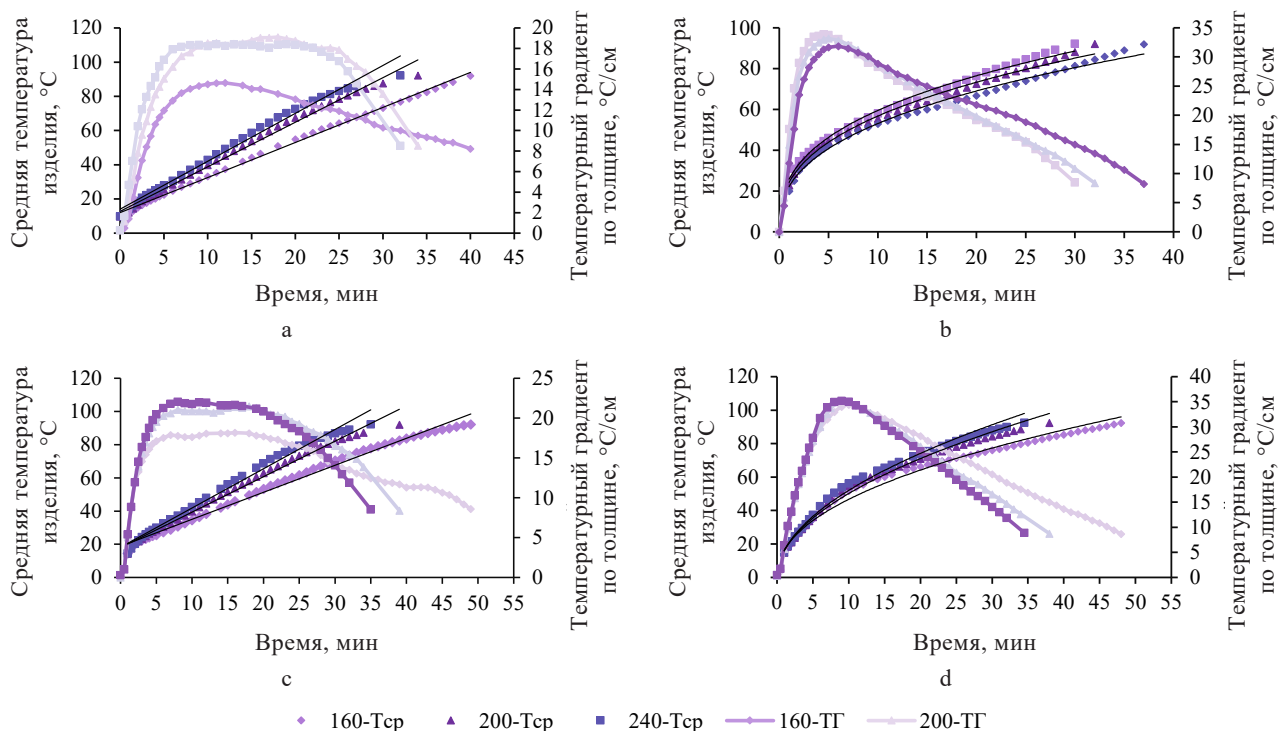 Средняя температура
изделия, °С
120
100
80
60
40
20
0
20
18
16
14
12
10
8
6
4
2
0
Температурный градиент
по толщине, °С/см
0 5 10 15 20 25 30 35 40 45
Время, мин
а
Средняя температура
изделия, °С
120
100
80
60
40
20
0
35
30
25
20
15
10
5
0
Температурный градиент
по толщине, °С/см
0 5 10 15 20 25 30 35 40
Время, мин
b
Средняя температура
изделия, °С
120
100
80
60
40
20
0
25
20
15
10
5
0
Температурный градиент
по толщине, °С/см
0 5 10 15 20 25 30 35 40 45 50 55
Время, мин
c
Средняя температура
изделия, °С
120
100
80
60
40
20
0
40
35
30
25
20
15
10
5
0
Температурный градиент
по толщине, °С/см
0 5 10 15 20 25 30 35 40 45 50 55
Время, мин
d
160-Тср 200-Тср 240-Тср 160-ТГ 200-ТГ